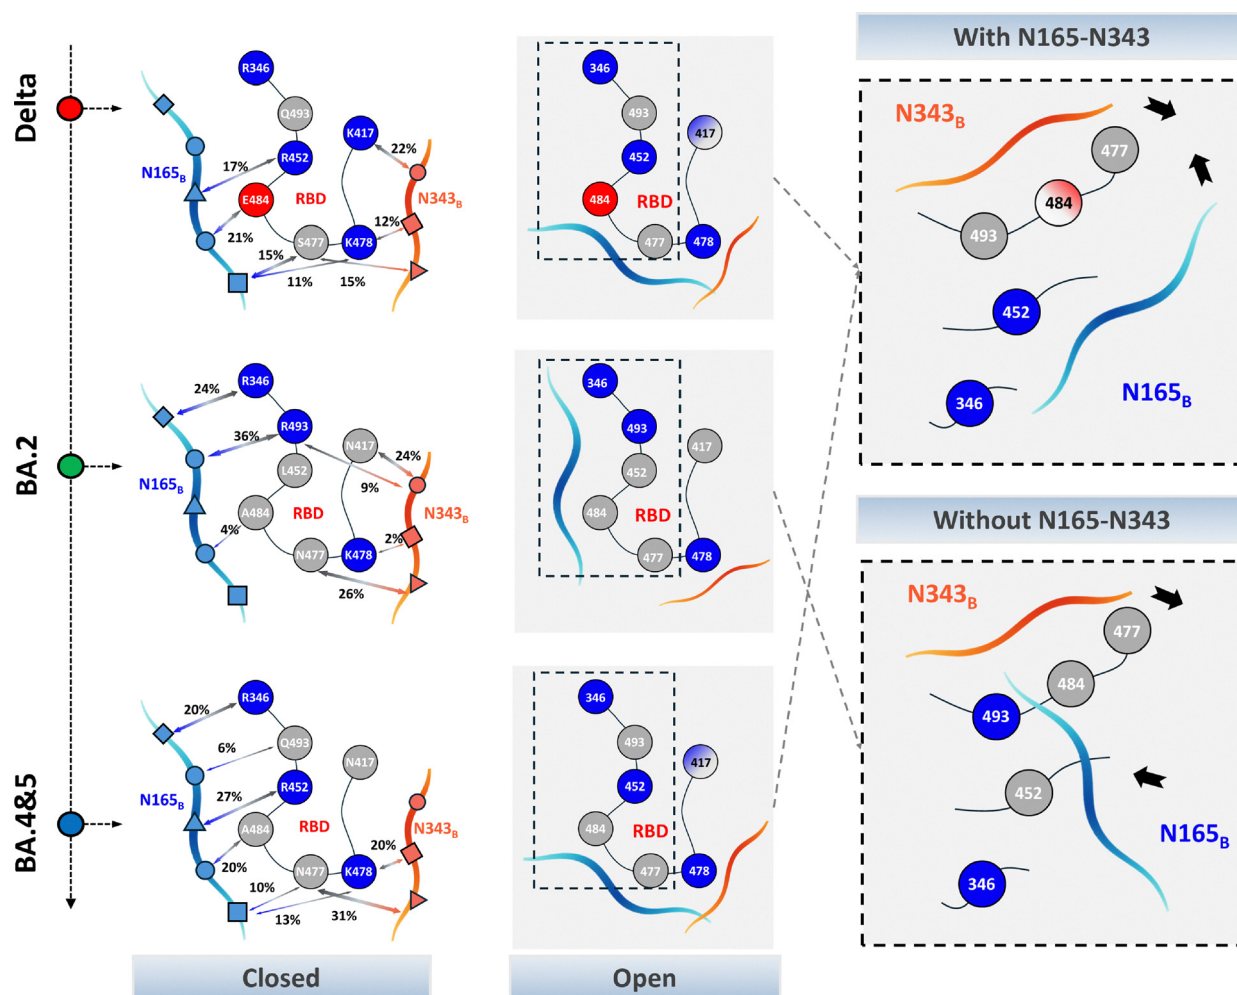 Delta
R346
Q493
K417
R452
22%
17%
N165B
E484
RBD
N343B
12%
21%
S477
K478
15%
11%
15%
346
493
417
452
484
RBD
477
478
With N165-N343
N343B
477
484
493
452
N165B
346
BA.2
R346
24%
R493
36%
N417
24%
L452
9%
N165B
A484
RBD
N343B
4%
2%
N477
K478
26%
346
493
417
452
484
RBD
477
478
Without N165-N343
N343B
477
484
493
452
N165B
346
BA.4&5
R346
20%
Q493
6%
N417
R452
27%
N165B
A484
RBD
N343B
20%
20%
N477
K478
10%
13%
31%
346
493
417
452
484
RBD
477
478
Closed
Open